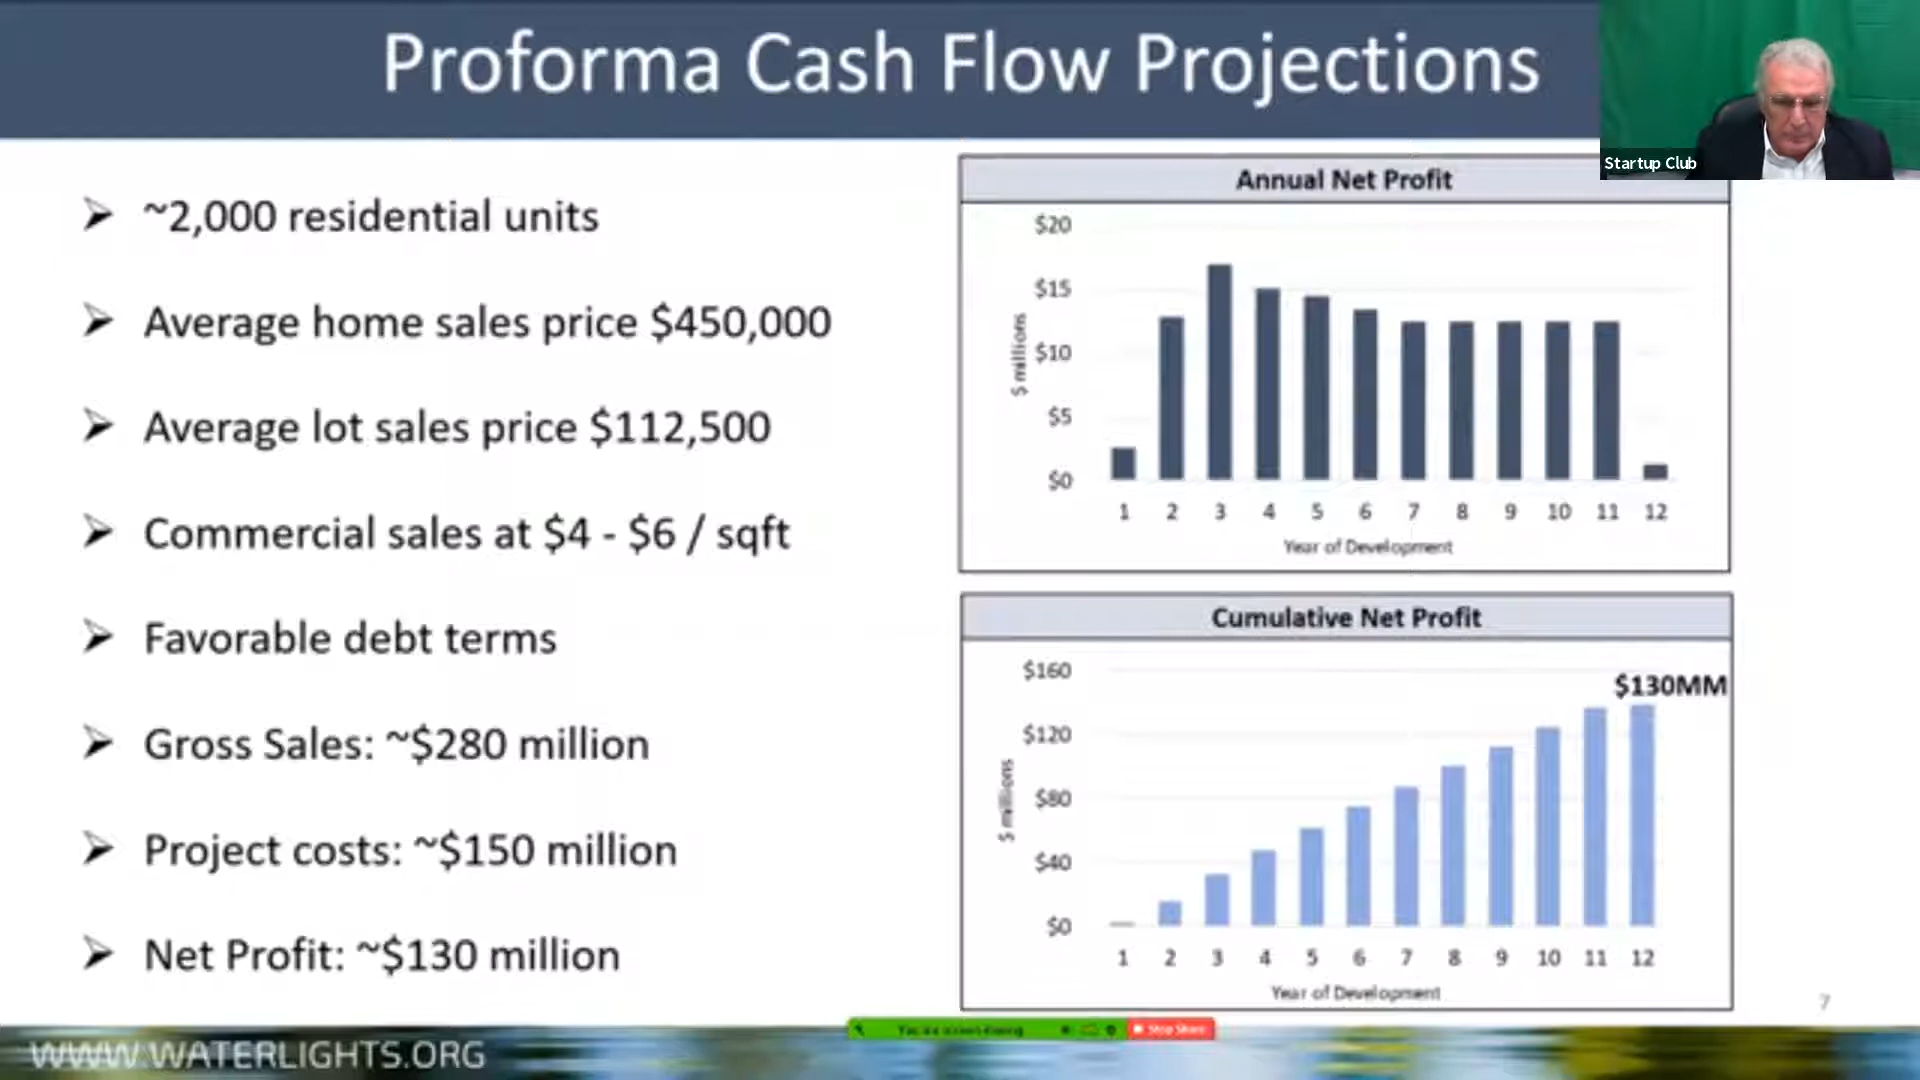 Proforma Cash Flow Projections
Startup Club
~2,000 residential units
Average home sales price $450,000
Average lot sales price $112,500
Commercial sales at $4 - $6 / sqft
Favorable debt terms
Gross Sales: ~$280 million
Project costs: ~$150 million
Net Profit: ~$130 million
Annual Net Profit
$20
$15
$10
$5
$0
$ millions
1 2 3 4 5 6 7 8 9 10 11 12
Year of Development
Cumulative Net Profit
$160
$130MM
$120
$80
$40
$0
$ millions
1 2 3 4 5 6 7 8 9 10 11 12
Year of Development
7
You are screen sharing
Stop Share
WWW.WATERLIGHTS.ORG